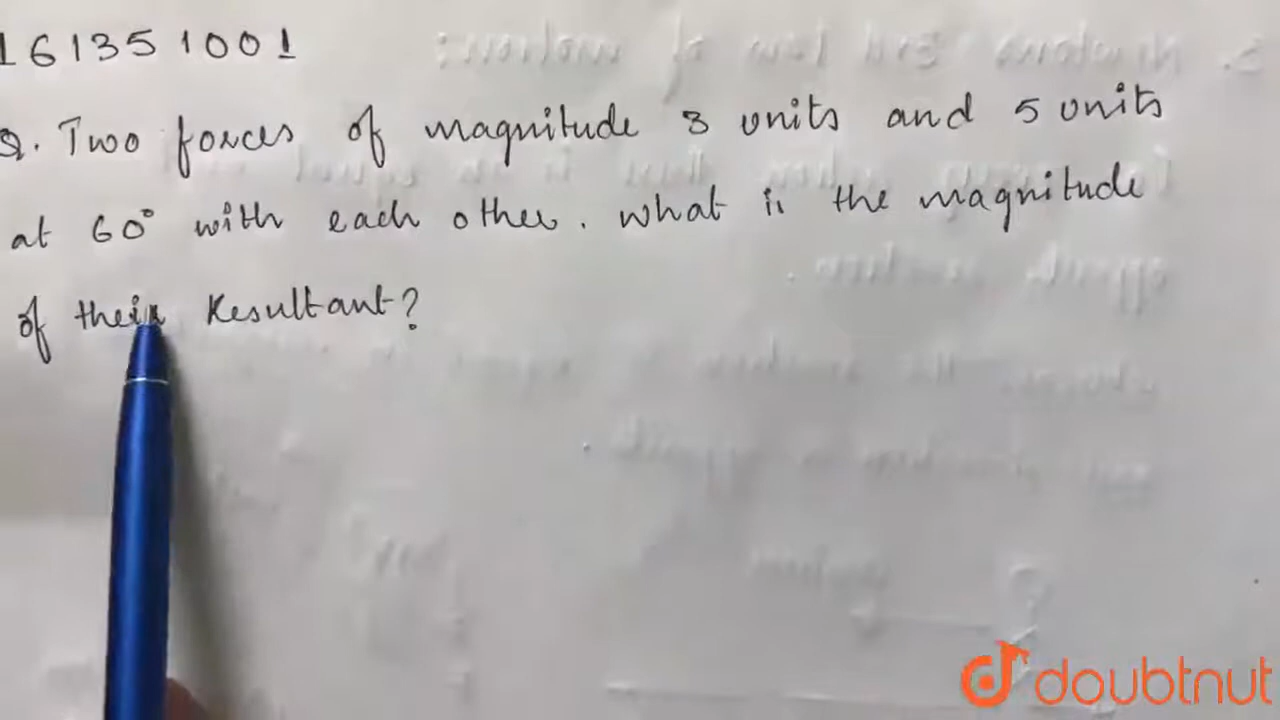 161351001
Q. Two forces of magnitude 3 units and 5 units
at 60° with each other. What is the magnitude
of their Resultant?
doubtnut